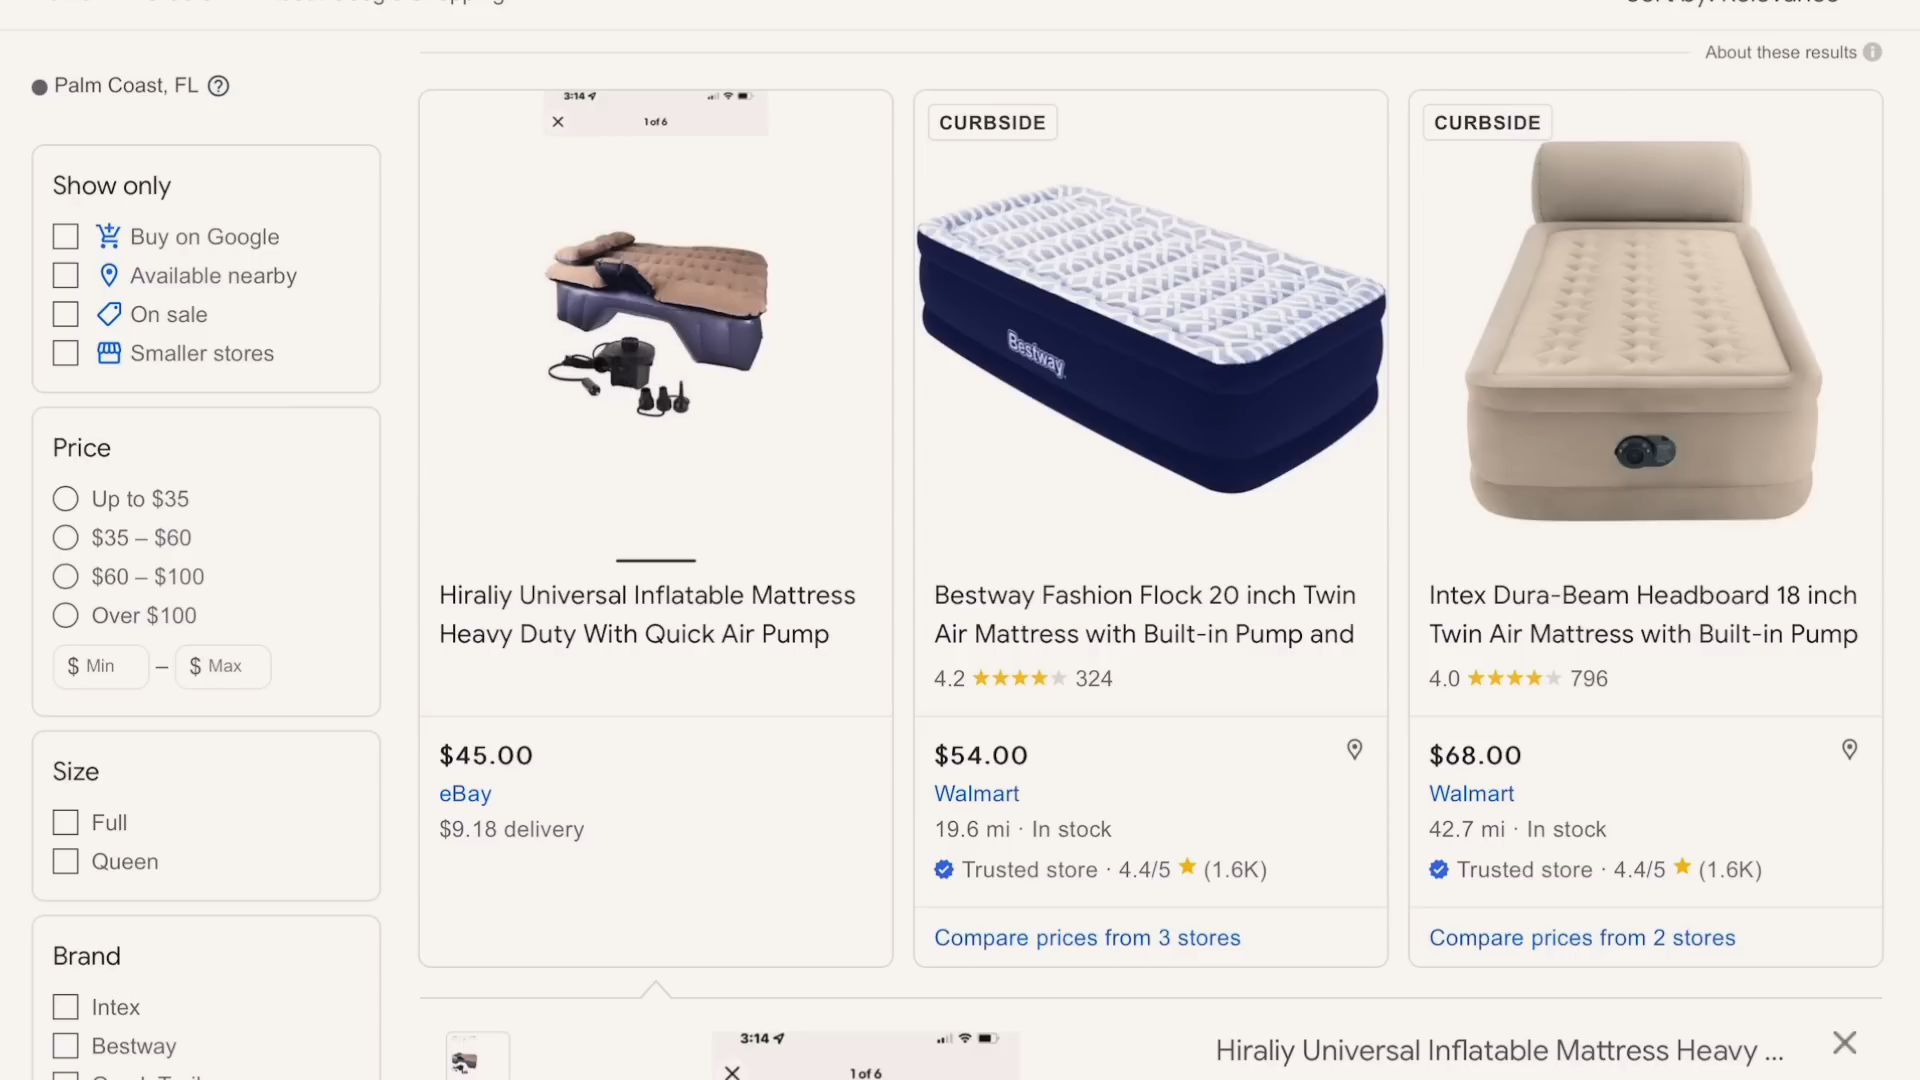 About these results
Palm Coast, FL
Show only
Buy on Google
Available nearby
On sale
Smaller stores
Price
Up to $35
$35 – $60
$60 – $100
Over $100
$ Min – $ Max
Size
Full
Queen
Brand
Intex
Bestway
3:14
1 of 6
Hiraliy Universal Inflatable Mattress
Heavy Duty With Quick Air Pump
$45.00
eBay
$9.18 delivery
CURBSIDE
Bestway
Bestway Fashion Flock 20 inch Twin
Air Mattress with Built-in Pump and
4.2 324
$54.00
Walmart
19.6 mi · In stock
Trusted store · 4.4/5 (1.6K)
Compare prices from 3 stores
CURBSIDE
Intex Dura-Beam Headboard 18 inch
Twin Air Mattress with Built-in Pump
4.0 796
$68.00
Walmart
42.7 mi · In stock
Trusted store · 4.4/5 (1.6K)
Compare prices from 2 stores
3:14
1 of 6
Hiraliy Universal Inflatable Mattress Heavy ...